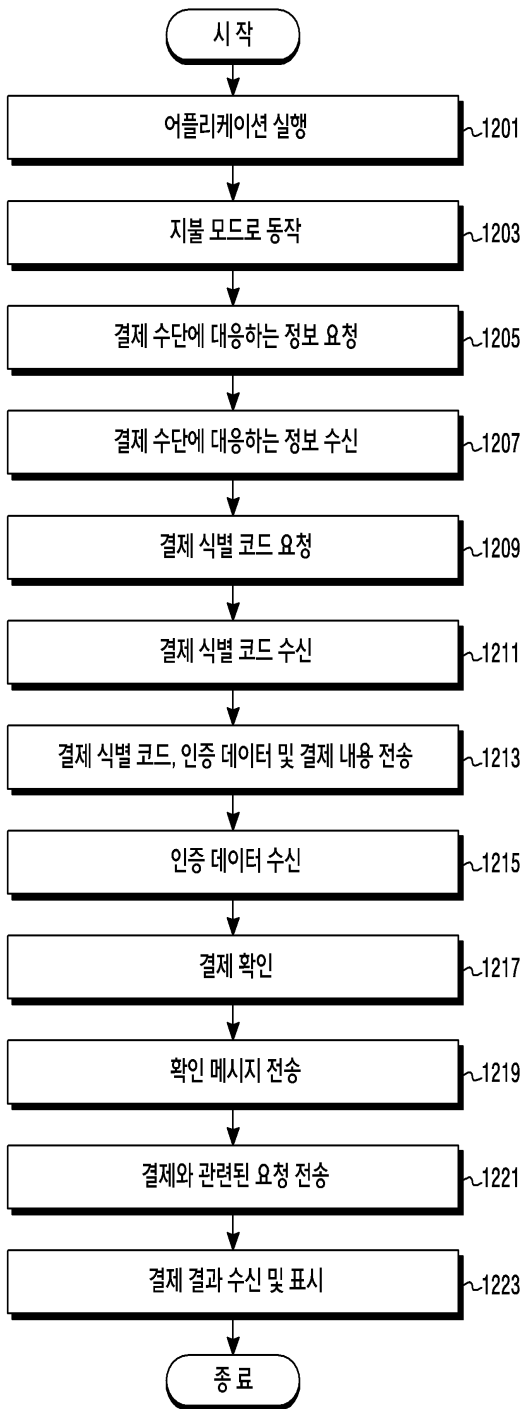 시 작
어플리케이션 실행
1201
지불 모드로 동작
1203
결제 수단에 대응하는 정보 요청
1205
결제 수단에 대응하는 정보 수신
1207
결제 식별 코드 요청
1209
결제 식별 코드 수신
1211
결제 식별 코드, 인증 데이터 및 결제 내용 전송
1213
인증 데이터 수신
1215
결제 확인
1217
확인 메시지 전송
1219
결제와 관련된 요청 전송
1221
결제 결과 수신 및 표시
1223
종 료